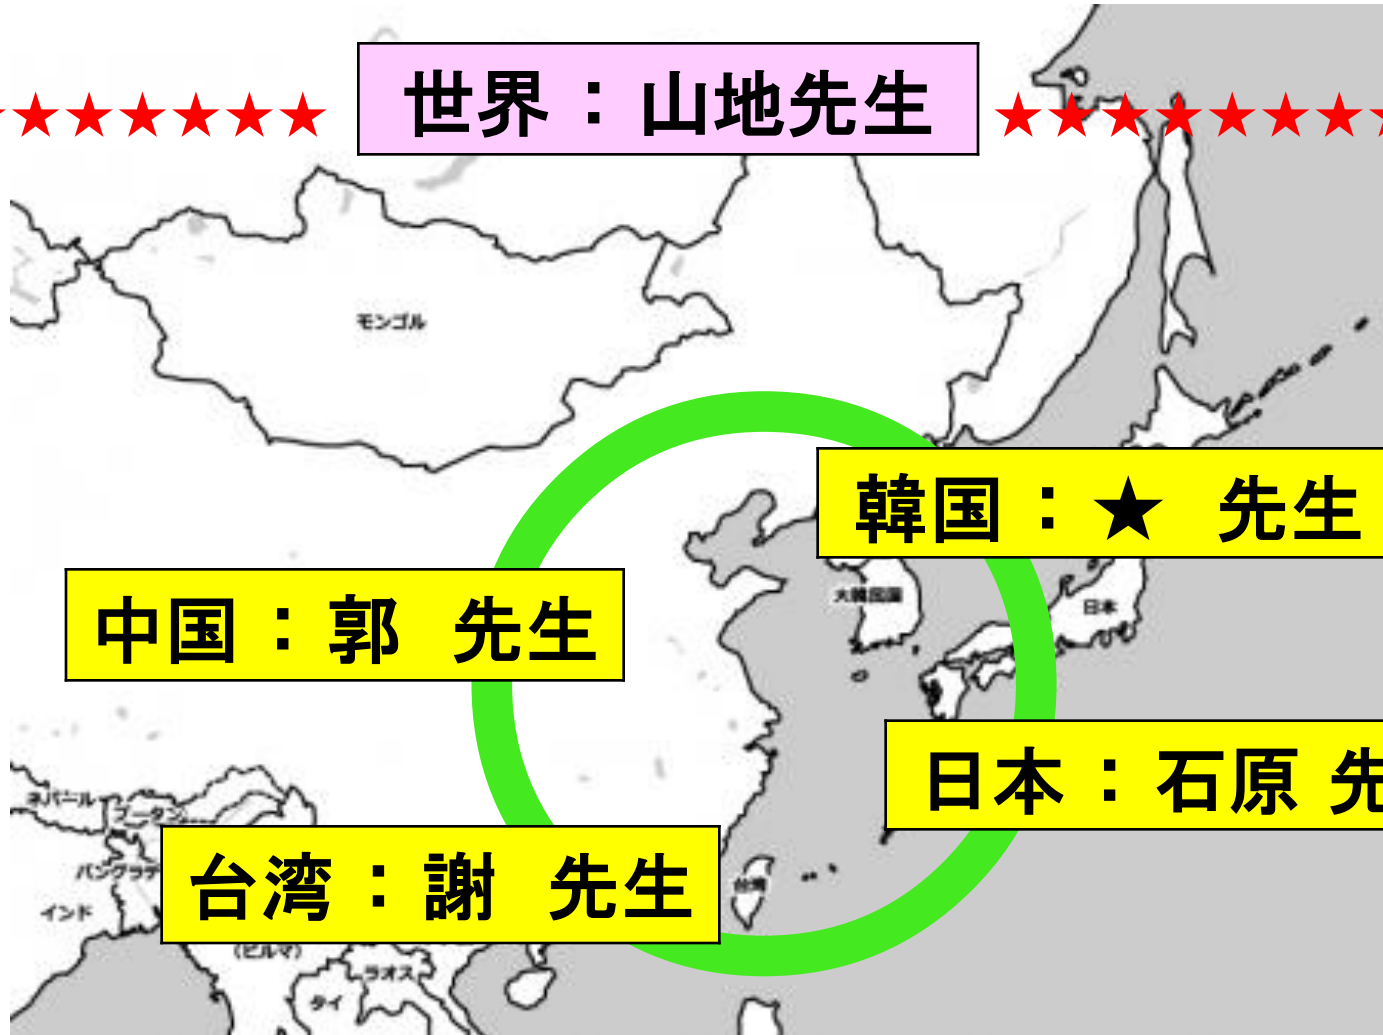 世界：山地先生
モンゴル
韓国：★　先生
中国：郭　先生
大韓民国
日本
日本：石原 先
ネパール
ブータン
バングラデ
台湾：謝　先生
台湾
インド
(ビルマ)
ラオス
タイ